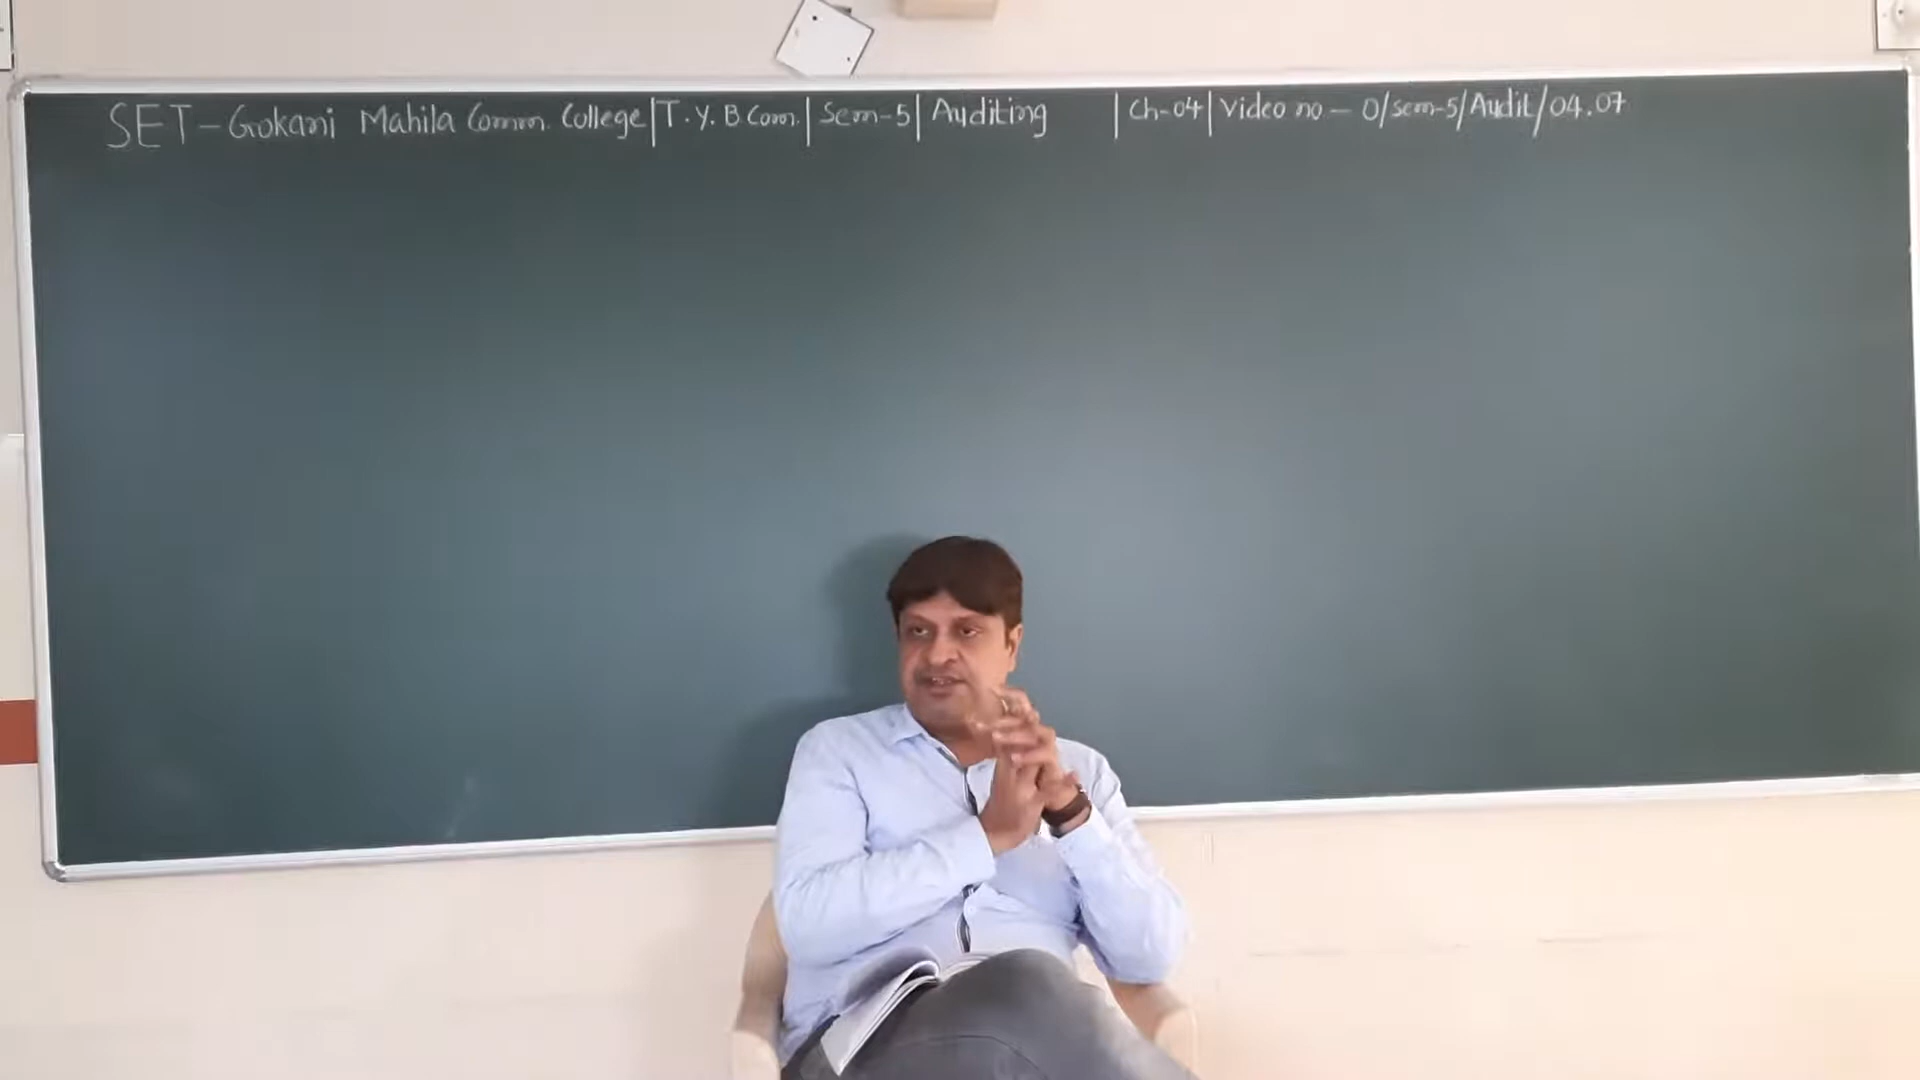 SET-Gokani Mahila Comm. College | T.Y. B Com. | Sem-5 | Auditing | Ch-04 | Video no - 0/sem-5/Audit/04.07